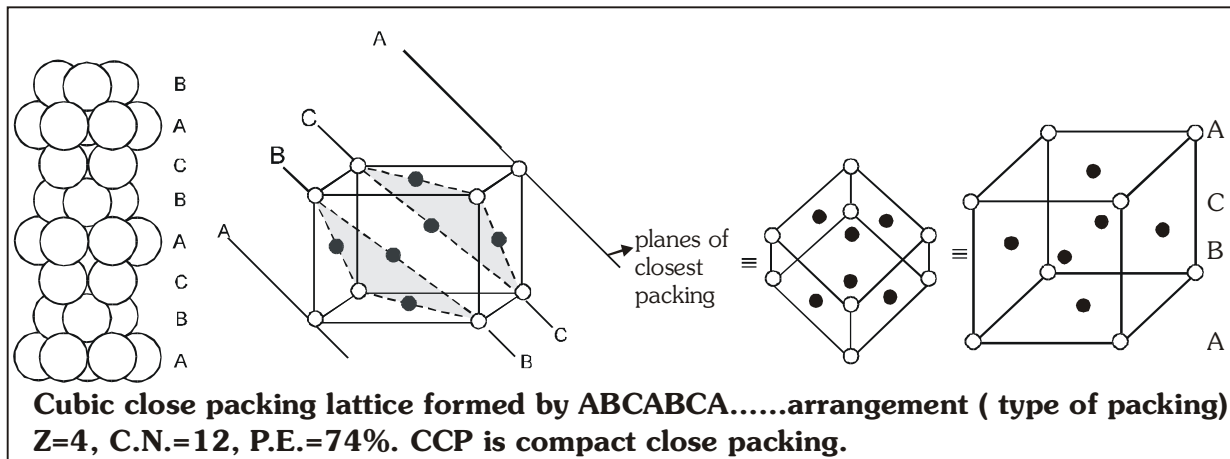 B
A
C
B
A
C
B
A
A
C
B
A
C
B
planes of
closest
packing
≡
≡
A
C
B
A
Cubic close packing lattice formed by ABCABCA......arrangement ( type of packing)
Z=4, C.N.=12, P.E.=74%. CCP is compact close packing.